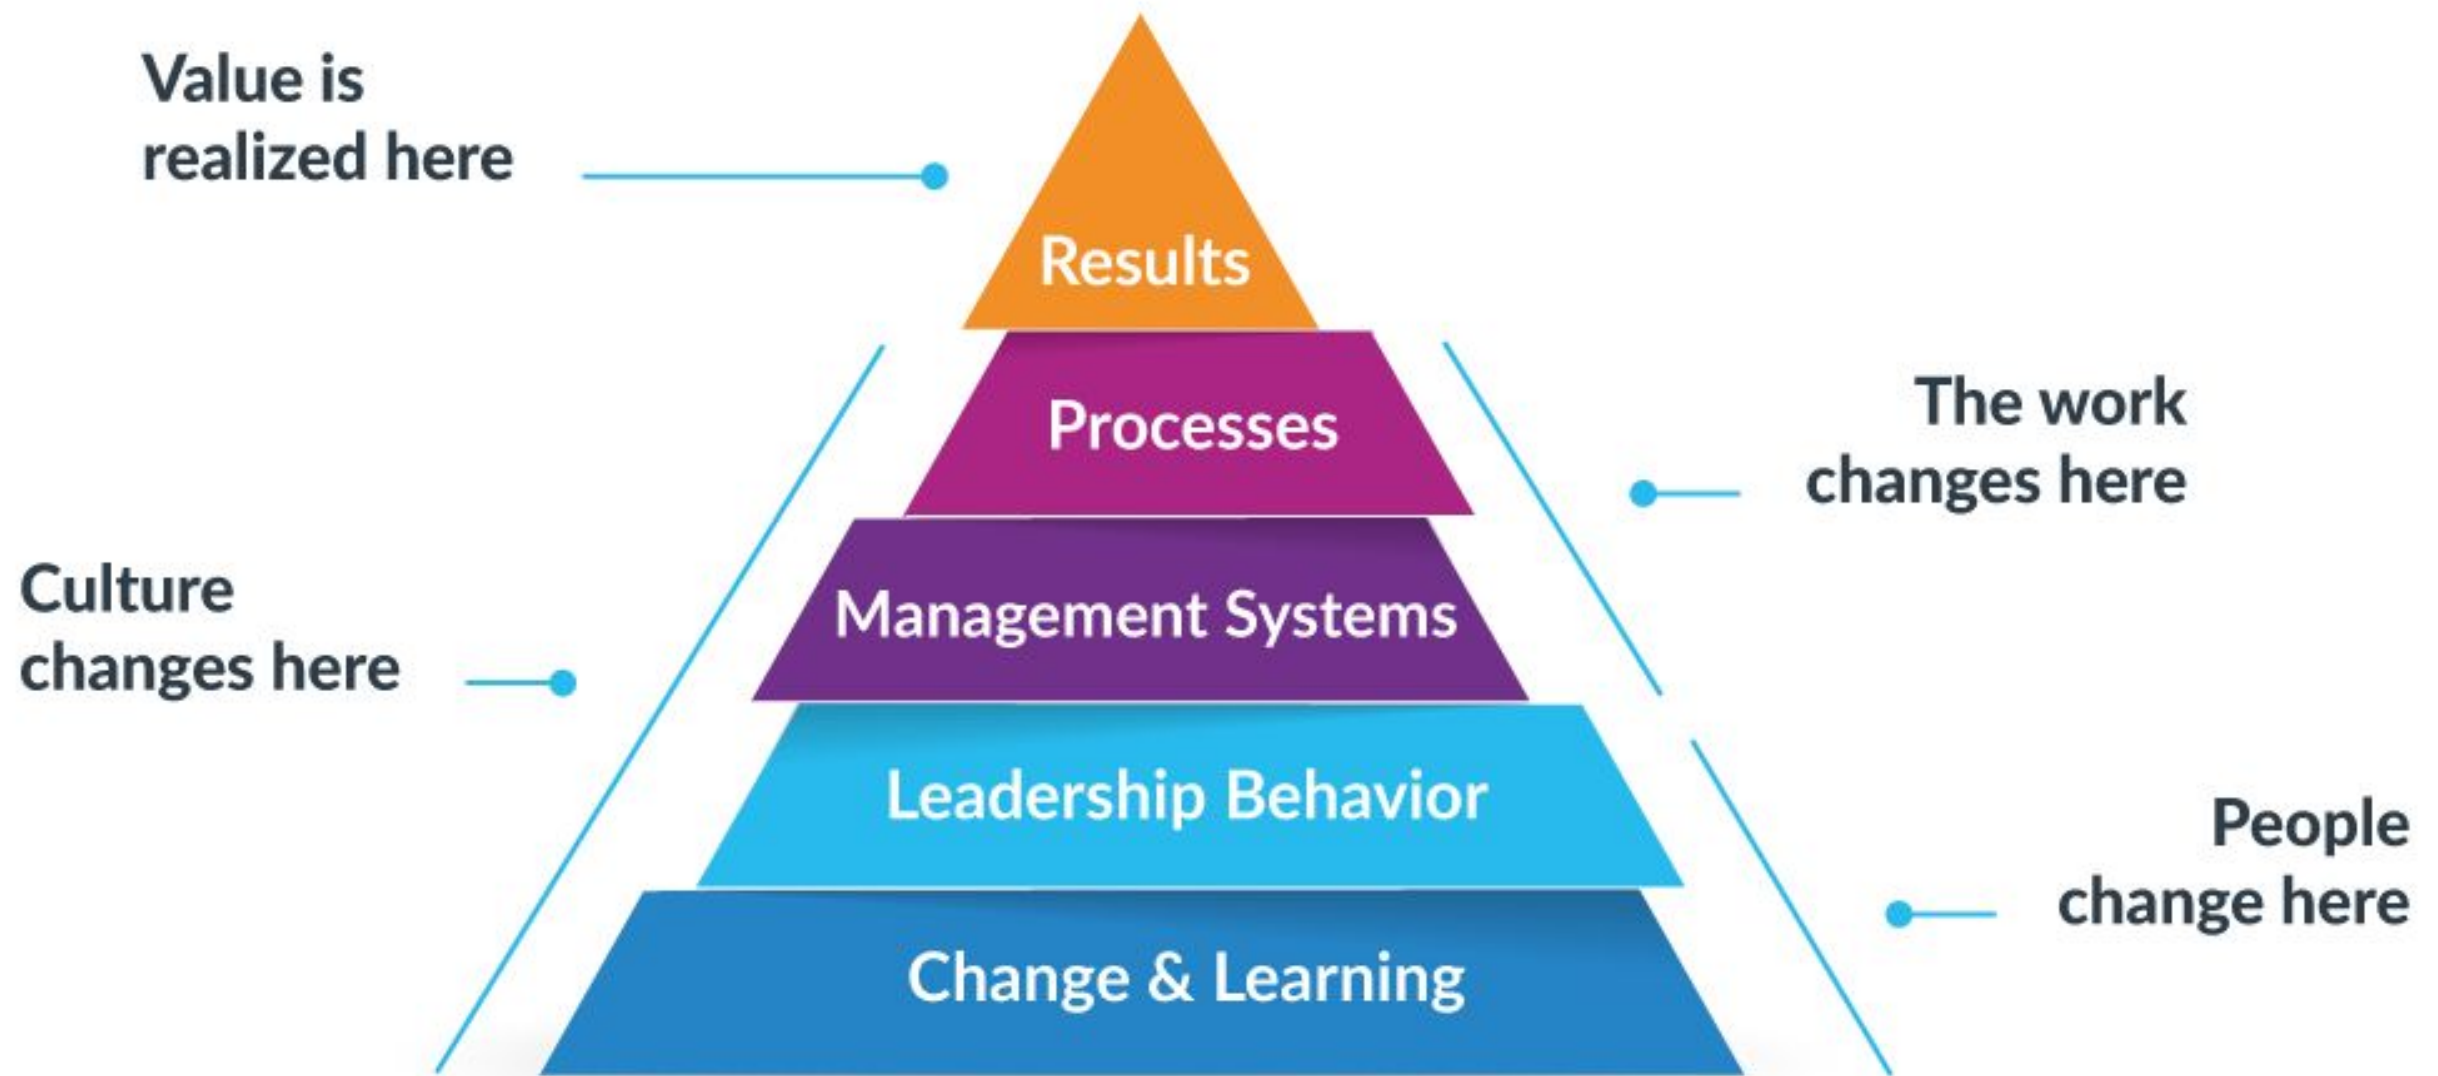 Value is
realized here
Results
Processes
The work
changes here
Culture
changes here
Management Systems
Leadership Behavior
People
change here
Change & Learning